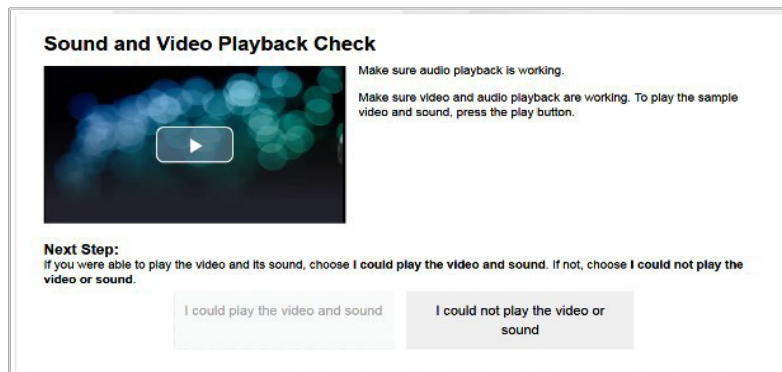 Sound and Video Playback Check
Make sure audio playback is working.
Make sure video and audio playback are working. To play the sample
video and sound, press the play button.
Next Step:
If you were able to play the video and its sound, choose I could play the video and sound. If not, choose I could not play the
video or sound.
I could play the video and sound
I could not play the video or
sound